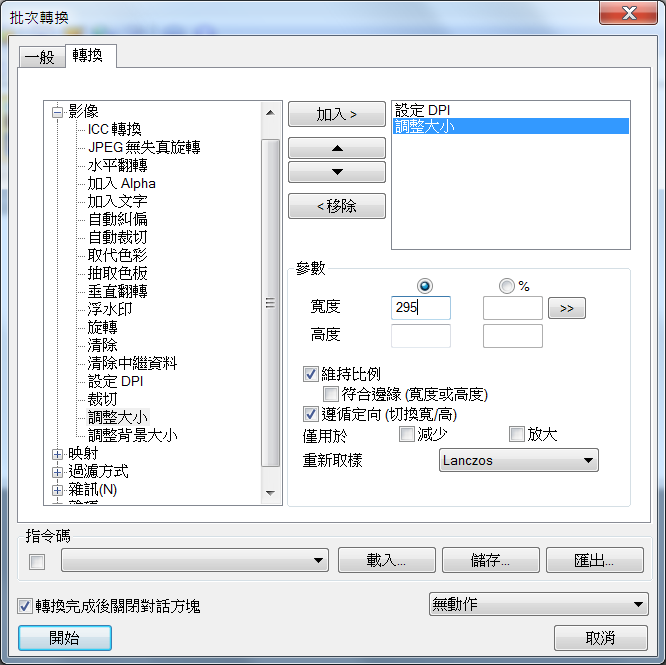 批次轉換
一般
轉換
影像
ICC 轉換
JPEG 無失真旋轉
水平翻轉
加入 Alpha
加入文字
自動糾偏
自動裁切
取代色彩
抽取色板
垂直翻轉
浮水印
旋轉
清除
清除中繼資料
設定 DPI
裁切
調整大小
調整背景大小
映射
過濾方式
雜訊(N)
加入 >
< 移除
設定 DPI
調整大小
參數
%
寬度
295
>>
高度
維持比例
符合邊緣 (寬度或高度)
遵循定向 (切換寬/高)
僅用於
減少
放大
重新取樣
Lanczos
指令碼
載入...
儲存...
匯出...
轉換完成後關閉對話方塊
無動作
開始
取消